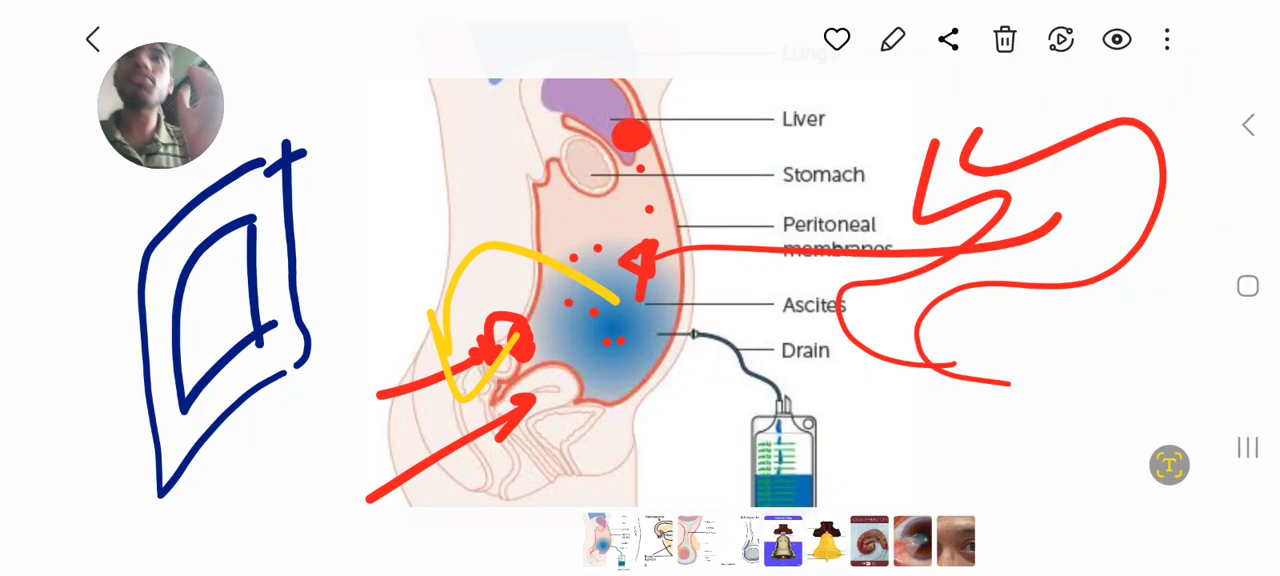 Lungs
Liver
Stomach
Peritoneal
membranes
Ascites
Drain
T